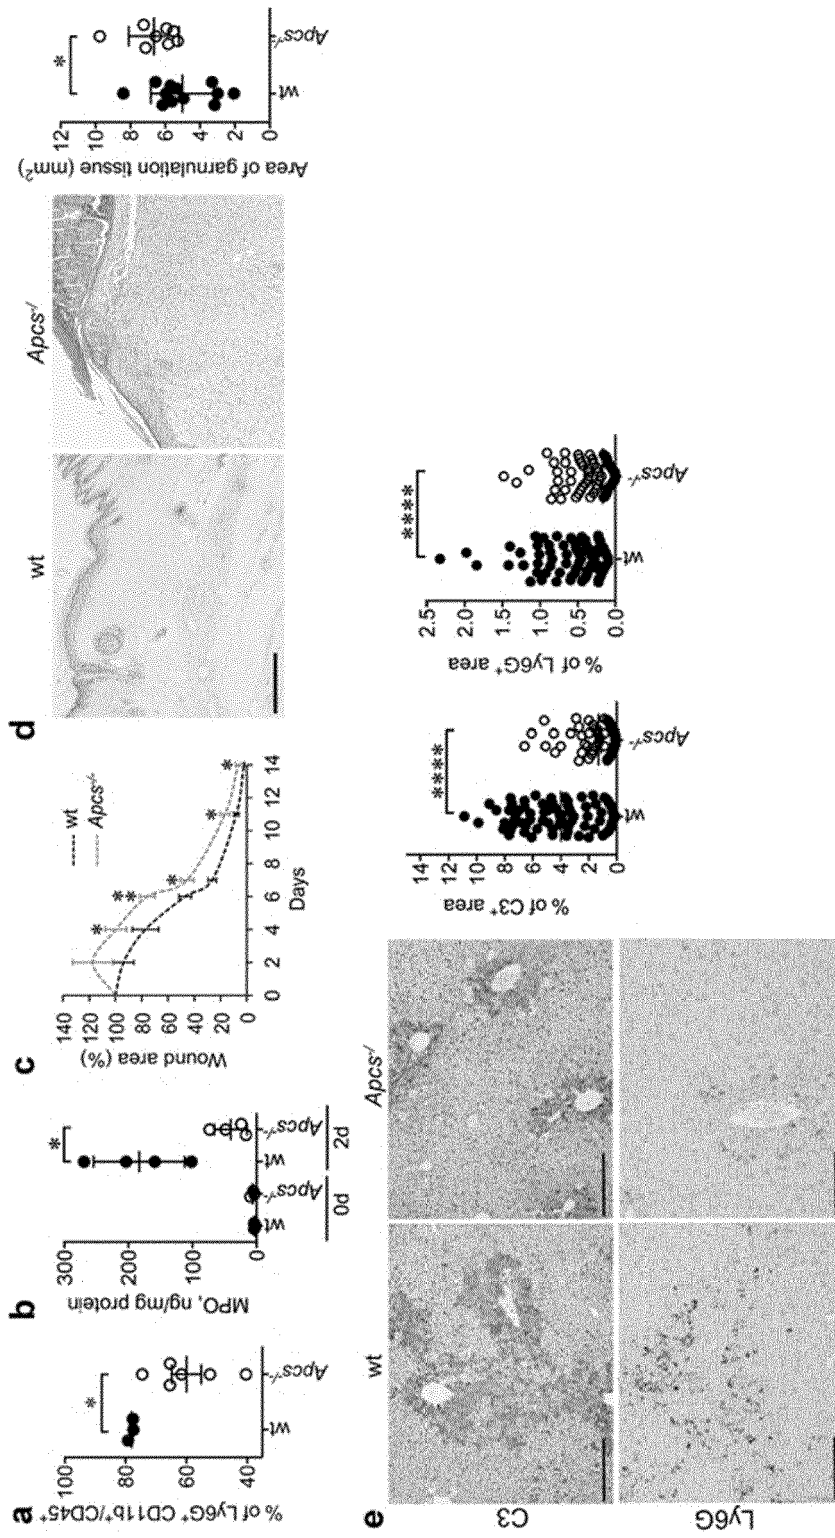 a
% of Ly6G⁺ CD11b⁺/CD45⁺
100
80
60
40
wt
Apcs⁻/⁻
*
b
MPO, ng/mg protein
300
200
100
0
wt
Apcs⁻/⁻
wt
Apcs⁻/⁻
0d
2d
*
c
Wound area (%)
140
120
100
80
60
40
20
0
0 2 4 6 8 10 12 14
Days
wt
Apcs⁻/⁻
*
**
*
*
*
d
wt
Apcs⁻/
Area of garnulation tissue (mm²)
12
10
8
6
4
2
0
wt
Apcs⁻/⁻
*
e
wt
Apcs⁻/
C3
Ly6G
% of C3⁺ area
14
12
10
8
6
4
2
0
wt
Apcs⁻/⁻
****
% of Ly6G⁺ area
2.5
2.0
1.5
1.0
0.5
0.0
wt
Apcs⁻/⁻
****